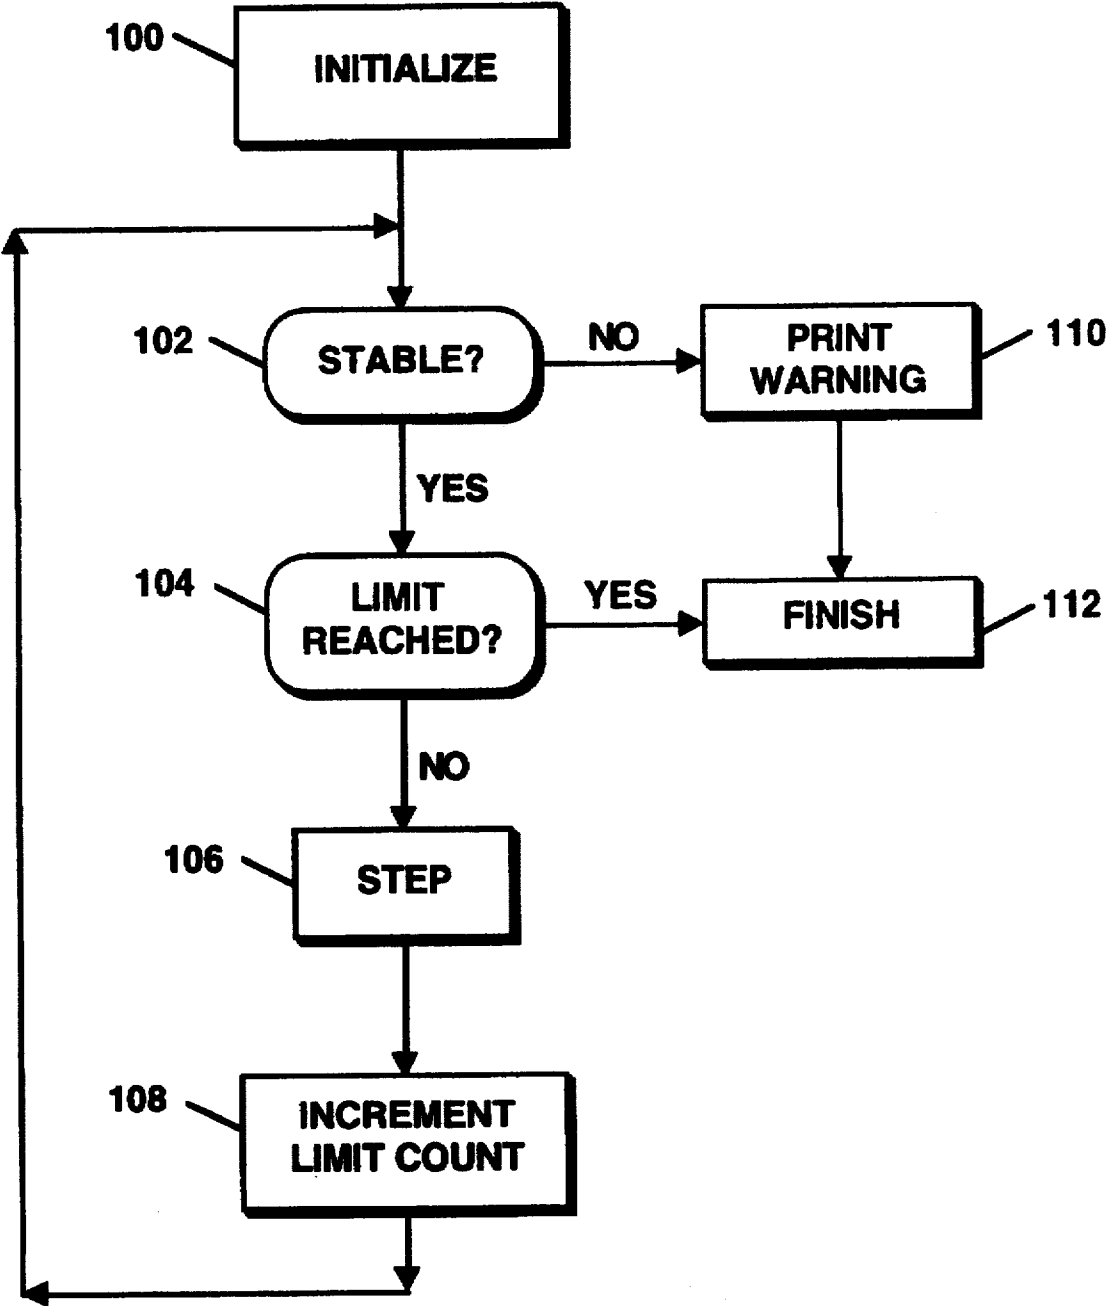 100
INITIALIZE
102
STABLE?
NO
PRINT
WARNING
110
YES
104
LIMIT
REACHED?
YES
FINISH
112
NO
106
STEP
108
INCREMENT
LIMIT COUNT